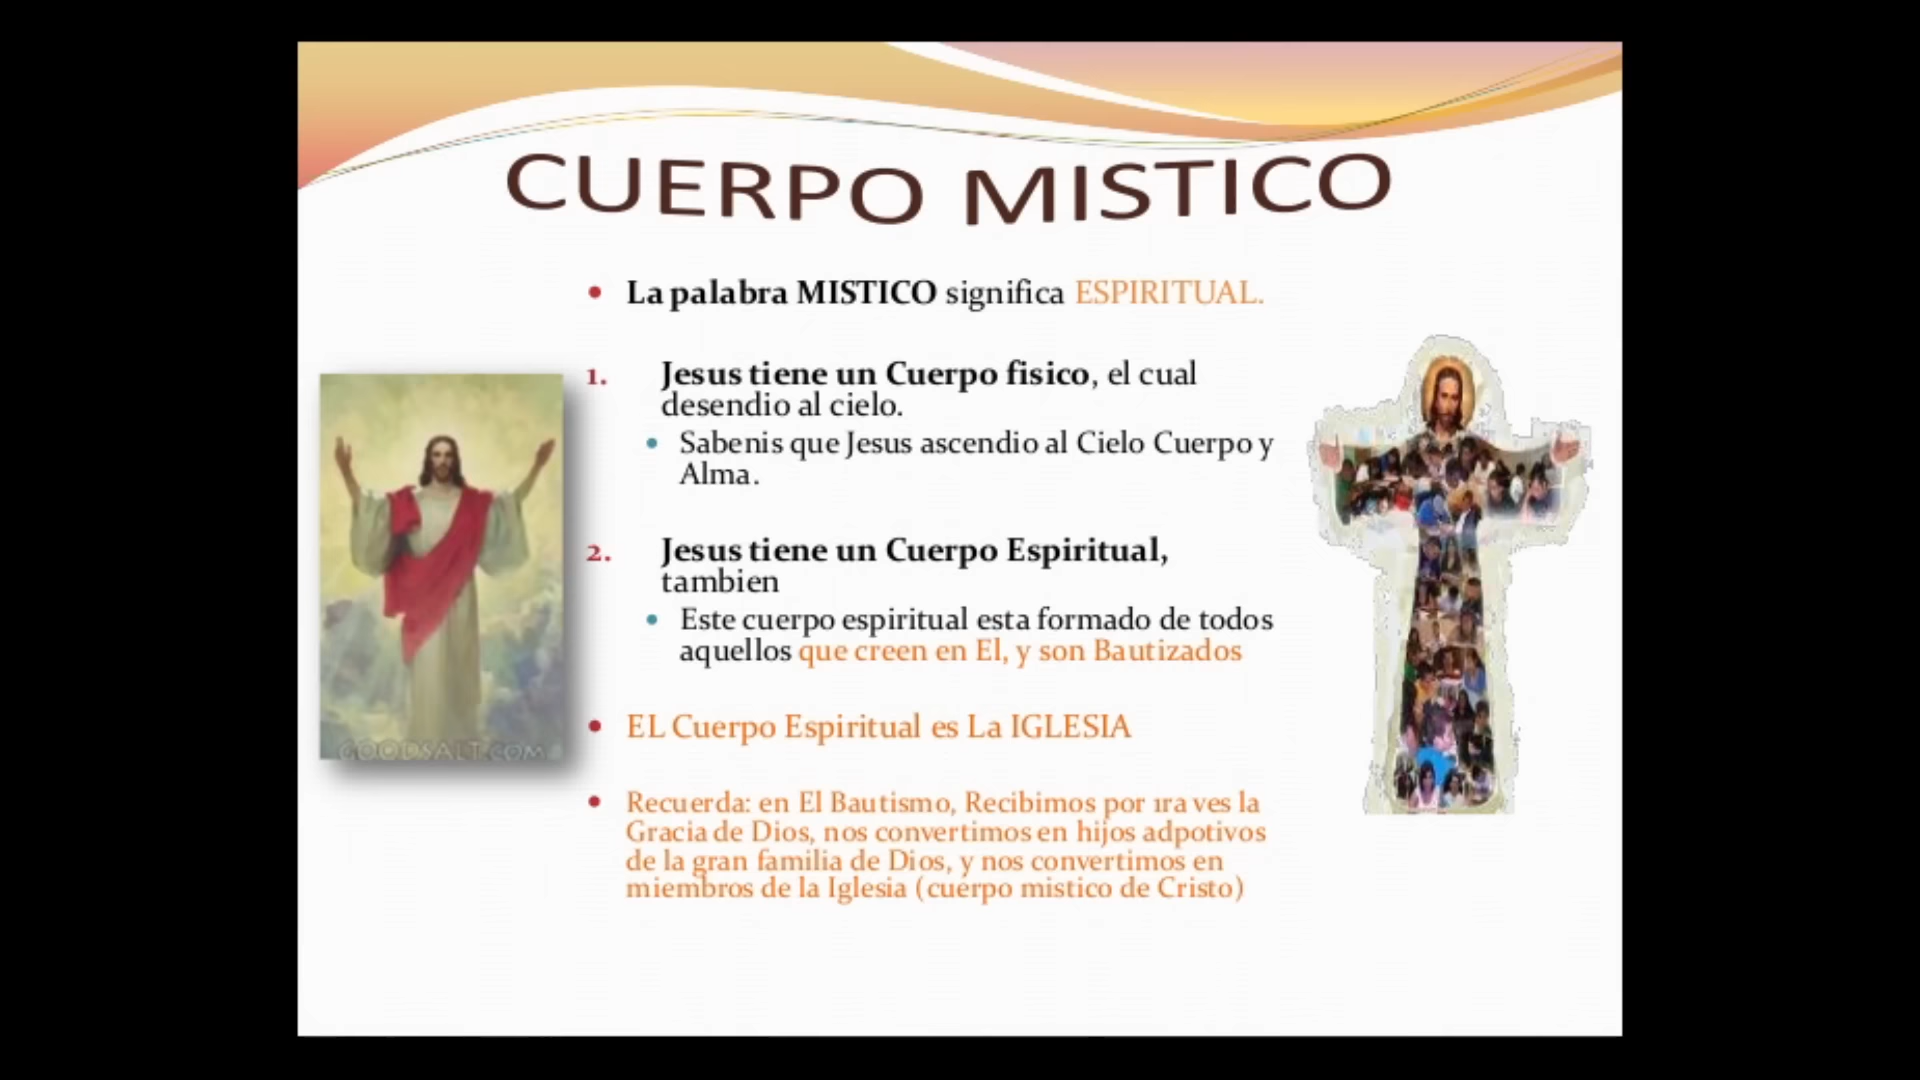 CUERPO MISTICO
La palabra MISTICO significa ESPIRITUAL.
1. Jesus tiene un Cuerpo fisico, el cual
desendio al cielo.
Sabenis que Jesus ascendio al Cielo Cuerpo y
Alma.
2. Jesus tiene un Cuerpo Espiritual,
tambien
Este cuerpo espiritual esta formado de todos
aquellos que creen en El, y son Bautizados
EL Cuerpo Espiritual es La IGLESIA
Recuerda: en El Bautismo, Recibimos por 1ra ves la
Gracia de Dios, nos convertimos en hijos adpotivos
de la gran familia de Dios, y nos convertimos en
miembros de la Iglesia (cuerpo mistico de Cristo)
GOODSALT.COM